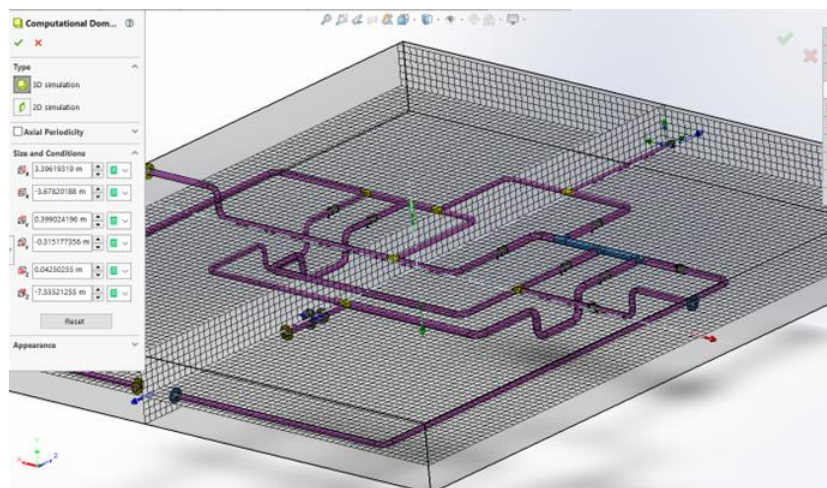 Computational Dom...
Type
3D simulation
2D simulation
Axial Periodicity
Size and Conditions
3.39619319 m
-3.67820188 m
0.399024196 m
-0.315177356 m
0.04250255 m
-7.53521255 m
Reset
Appearance